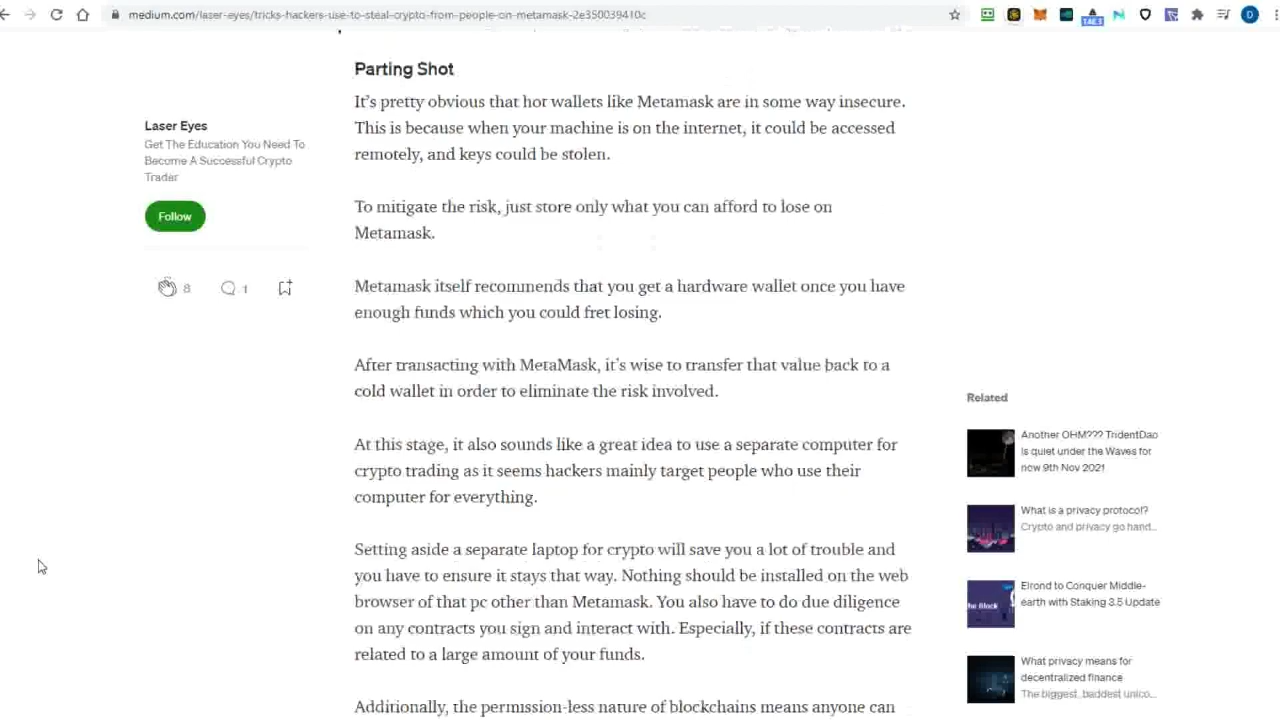 medium.com/laser-eyes/tricks-hackers-use-to-steal-crypto-from-people-on-metamask-2e350039410c
Parting Shot
It's pretty obvious that hot wallets like Metamask are in some way insecure.
This is because when your machine is on the internet, it could be accessed
remotely, and keys could be stolen.
To mitigate the risk, just store only what you can afford to lose on
Metamask.
Metamask itself recommends that you get a hardware wallet once you have
enough funds which you could fret losing.
After transacting with MetaMask, it's wise to transfer that value back to a
cold wallet in order to eliminate the risk involved.
At this stage, it also sounds like a great idea to use a separate computer for
crypto trading as it seems hackers mainly target people who use their
computer for everything.
Setting aside a separate laptop for crypto will save you a lot of trouble and
you have to ensure it stays that way. Nothing should be installed on the web
browser of that pc other than Metamask. You also have to do due diligence
on any contracts you sign and interact with. Especially, if these contracts are
related to a large amount of your funds.
Additionally, the permission-less nature of blockchains means anyone can
Laser Eyes
Get The Education You Need To
Become A Successful Crypto
Trader
Follow
8
1
Related
Another OHM??? TridentDao
is quiet under the Waves for
now 9th Nov 2021
What is a privacy protocol?
Crypto and privacy go hand...
Elrond to Conquer Middle-
earth with Staking 3.5 Update
What privacy means for
decentralized finance
The biggest, baddest unico...